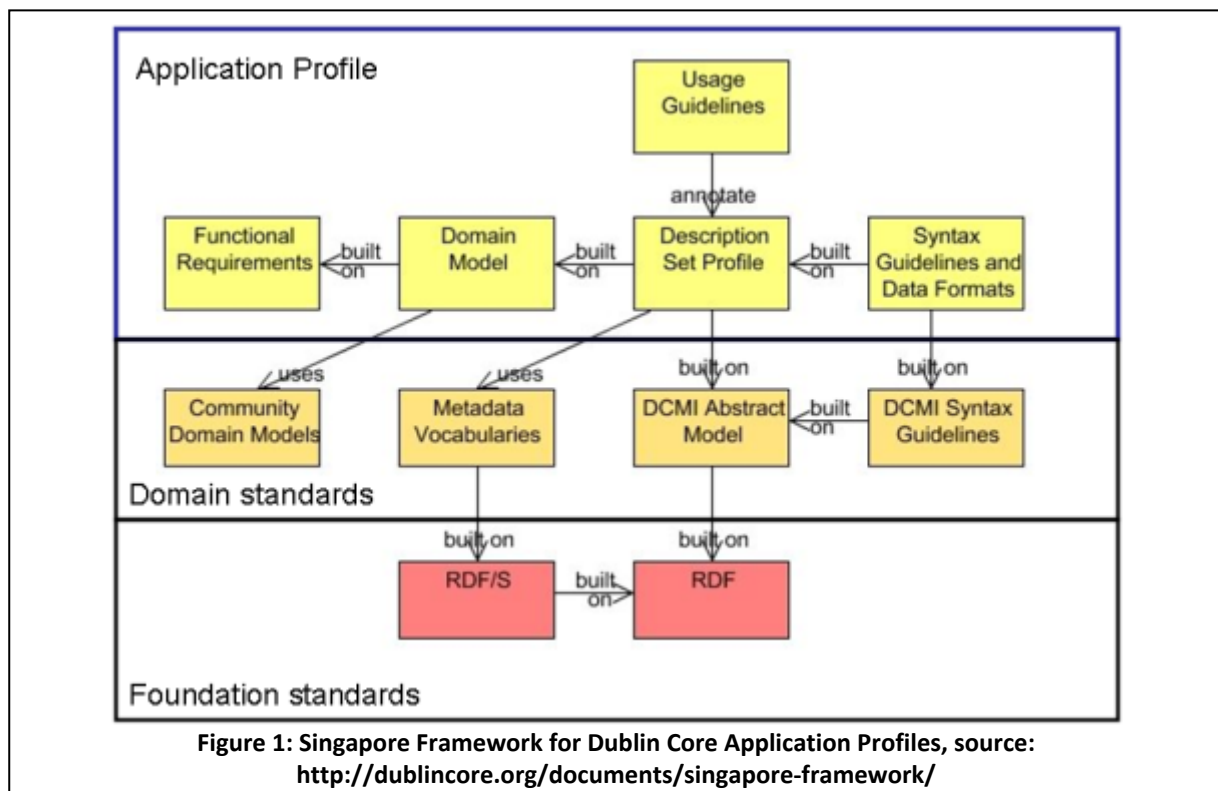 Application Profile
Usage
Guidelines
annotate
Functional
Requirements
built
on
Domain
Model
built
on
Description
Set Profile
built
on
Syntax
Guidelines and
Data Formats
uses
uses
built on
built on
Community
Domain Models
Metadata
Vocabularies
DCMI Abstract
Model
built
on
DCMI Syntax
Guidelines
Domain standards
built on
built on
RDF/S
built
on
RDF
Foundation standards
Figure 1: Singapore Framework for Dublin Core Application Profiles, source:
http://dublincore.org/documents/singapore-framework/